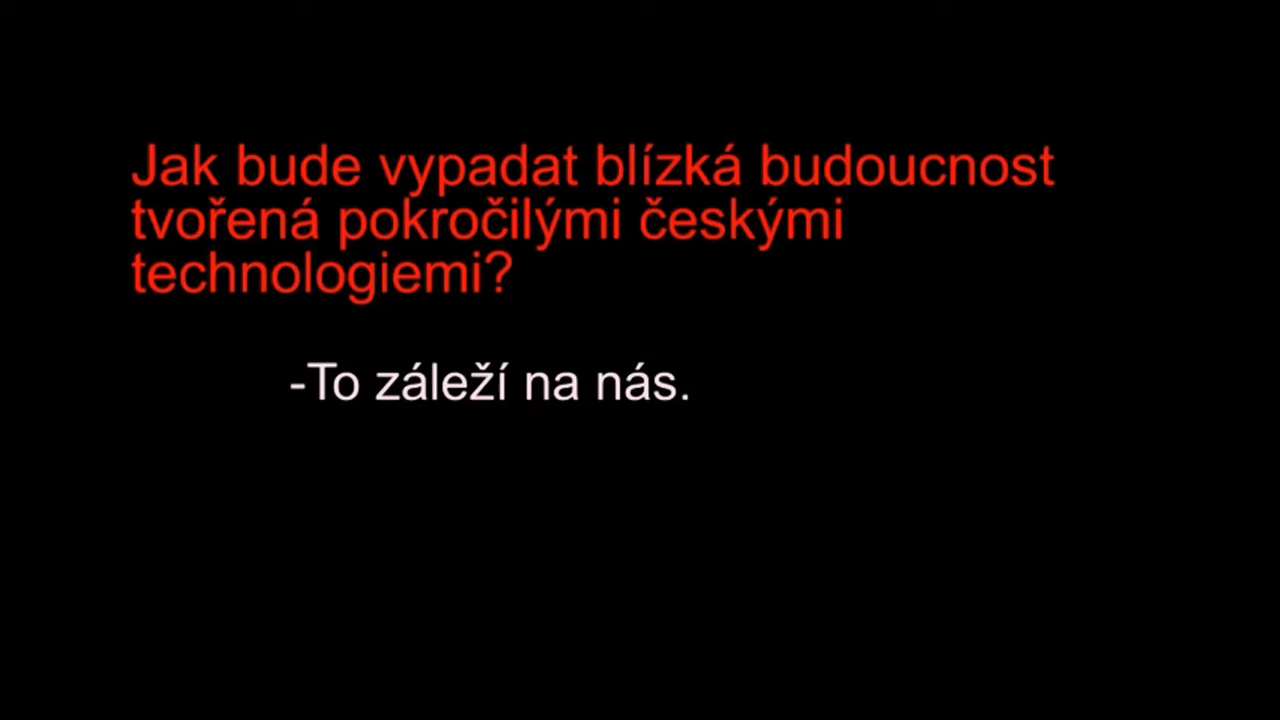 Jak bude vypadat blízká budoucnost
tvořená pokročilými českými
technologiemi?
-To záleží na nás.